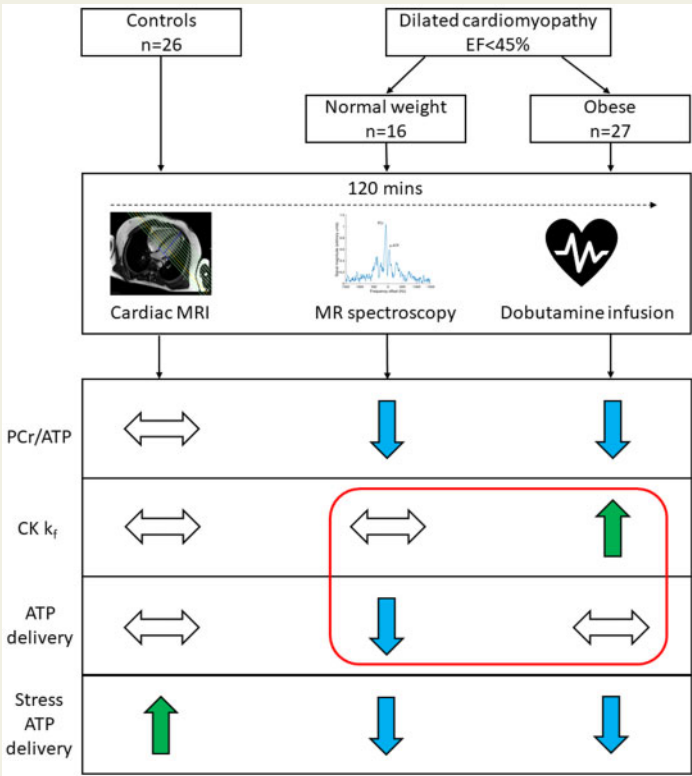 Controls
n=26
Dilated cardiomyopathy
EF<45%
Normal weight
n=16
Obese
n=27
120 mins
Cardiac MRI
MR spectroscopy
Dobutamine infusion
PCr/ATP
CK kf
ATP
delivery
Stress
ATP
delivery